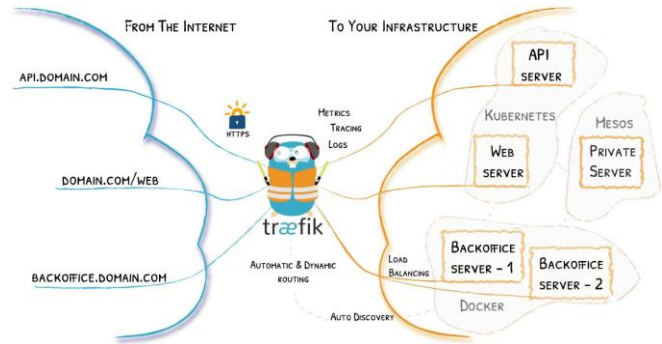 FROM THE INTERNET
TO YOUR INFRASTRUCTURE
API.DOMAIN.COM
DOMAIN.COM/WEB
BACKOFFICE.DOMAIN.COM
HTTPS
METRICS
TRACING
LOGS
træfik
AUTOMATIC & DYNAMIC
ROUTING
AUTO DISCOVERY
LOAD
BALANCING
API
SERVER
KUBERNETES
WEB
SERVER
MESOS
PRIVATE
SERVER
BACKOFFICE
SERVER - 1
BACKOFFICE
SERVER - 2
DOCKER